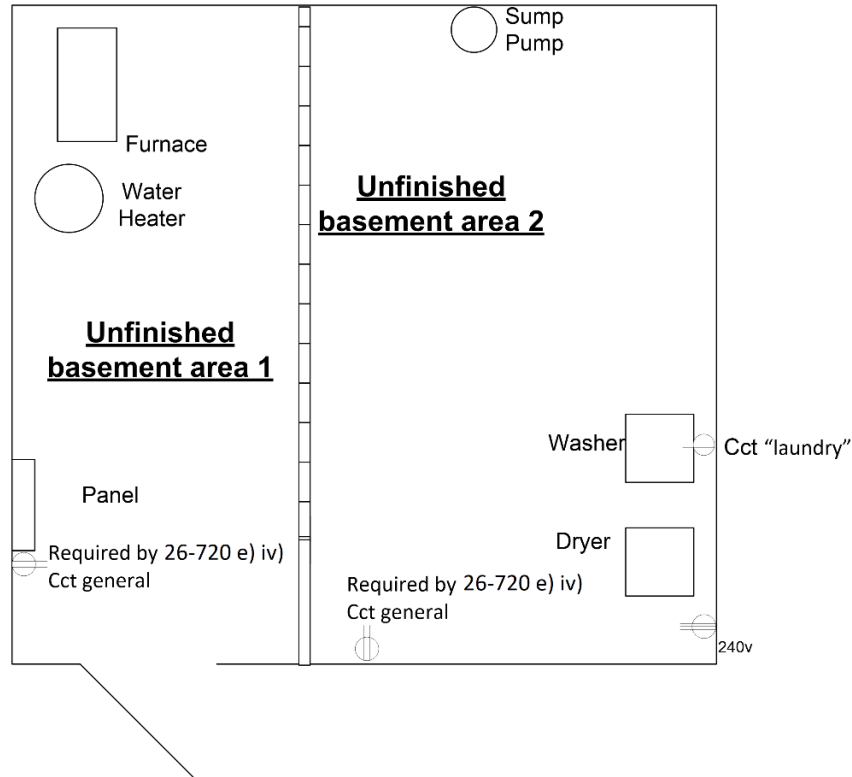 Sump
Pump
Furnace
Water
Heater
Unfinished
basement area 2
Unfinished
basement area 1
Washer
Cct “laundry”
Panel
Dryer
Required by 26-720 e) iv)
Cct general
Required by 26-720 e) iv)
Cct general
240v